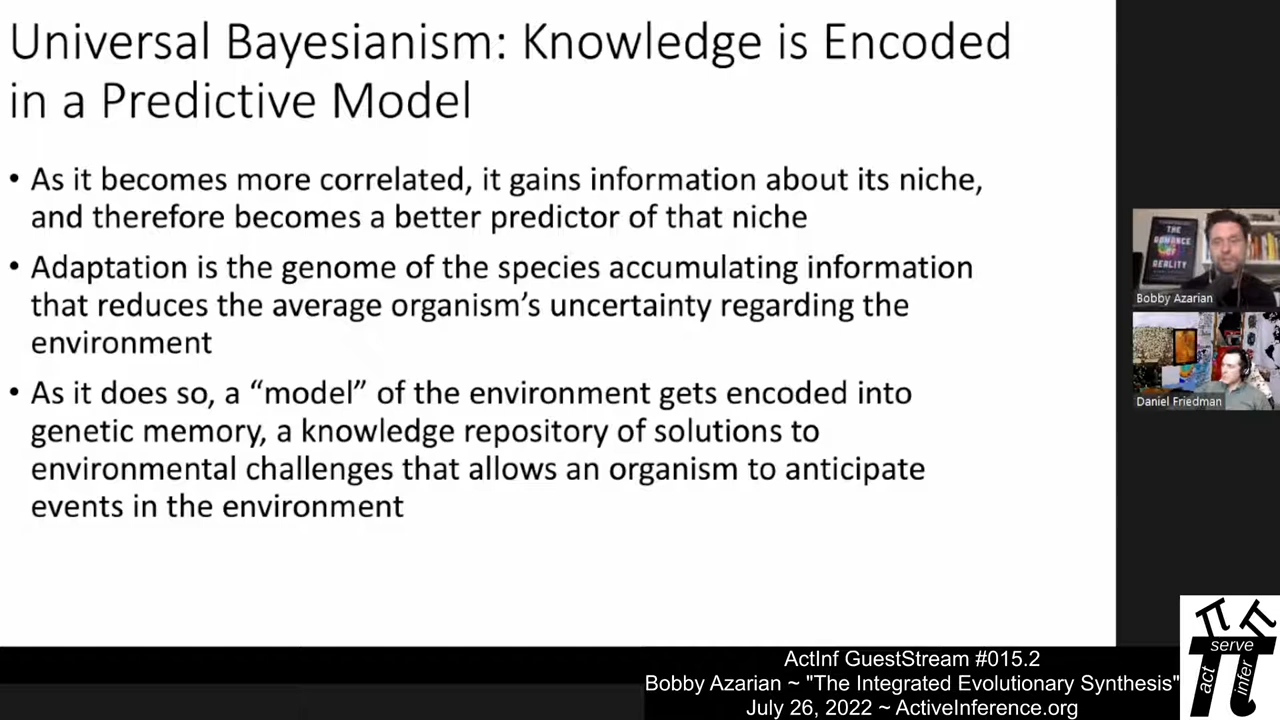 Universal Bayesianism: Knowledge is Encoded
in a Predictive Model
• As it becomes more correlated, it gains information about its niche,
and therefore becomes a better predictor of that niche
• Adaptation is the genome of the species accumulating information
that reduces the average organism’s uncertainty regarding the
environment
• As it does so, a “model” of the environment gets encoded into
genetic memory, a knowledge repository of solutions to
environmental challenges that allows an organism to anticipate
events in the environment
THE
ROMANCE
OF
REALITY
Bobby Azarian
Daniel Friedman
ActInf GuestStream #015.2
Bobby Azarian ~ "The Integrated Evolutionary Synthesis"
July 26, 2022 ~ ActiveInference.org
serve
act
infer